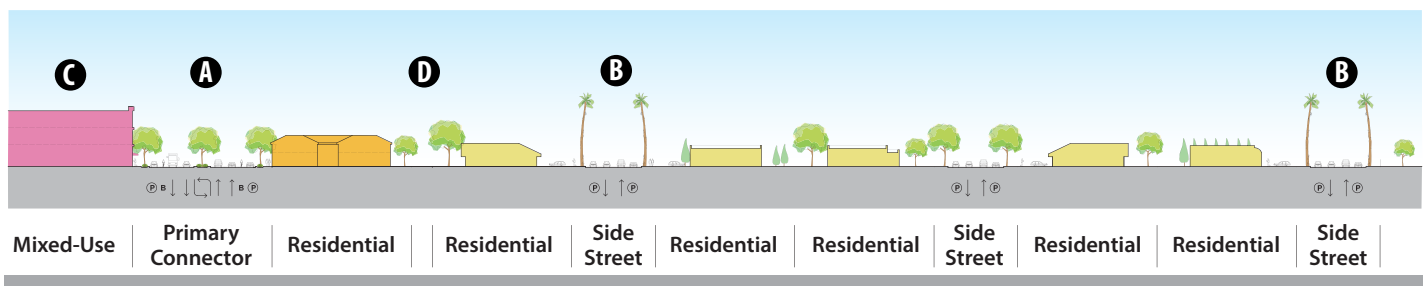 C A D B B
P B B P
P P
P P
P P
Mixed-Use
Primary
Connector
Residential
Residential
Side
Street
Residential
Residential
Side
Street
Residential
Residential
Side
Street